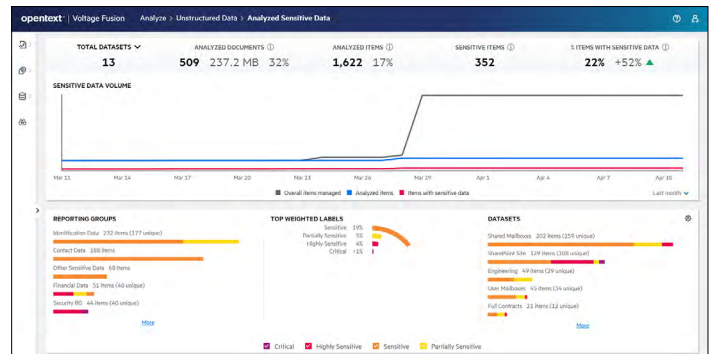 opentext | Voltage Fusion Analyze > Unstructured Data > Analyzed Sensitive Data
TOTAL DATASETS ANALYZED DOCUMENTS ANALYZED ITEMS SENSITIVE ITEMS % ITEMS WITH SENSITIVE DATA
13 509 237.2 MB 32% 1,622 17% 352 22% +52%
SENSITIVE DATA VOLUME
Mar 11 Mar 14 Mar 17 Mar 20 Mar 23 Mar 26 Mar 29 Apr 1 Apr 4 Apr 7 Apr 10
Overall items managed Analyzed items Items with sensitive data Last month
REPORTING GROUPS
Identification Data 232 items (177 unique)
Contact Data 188 items
Other Sensitive Data 68 items
Financial Data 51 items (48 unique)
Security RG 44 items (40 unique)
More
TOP WEIGHTED LABELS
Sensitive 19%
Partially Sensitive 5%
Highly Sensitive 4%
Critical <1%
DATASETS
Shared Mailboxes 202 items (159 unique)
SharePoint Site 129 items (108 unique)
Engineering 49 items (29 unique)
User Mailboxes 45 items (34 unique)
Full Contracts 21 items (12 unique)
More
Critical Highly Sensitive Sensitive Partially Sensitive